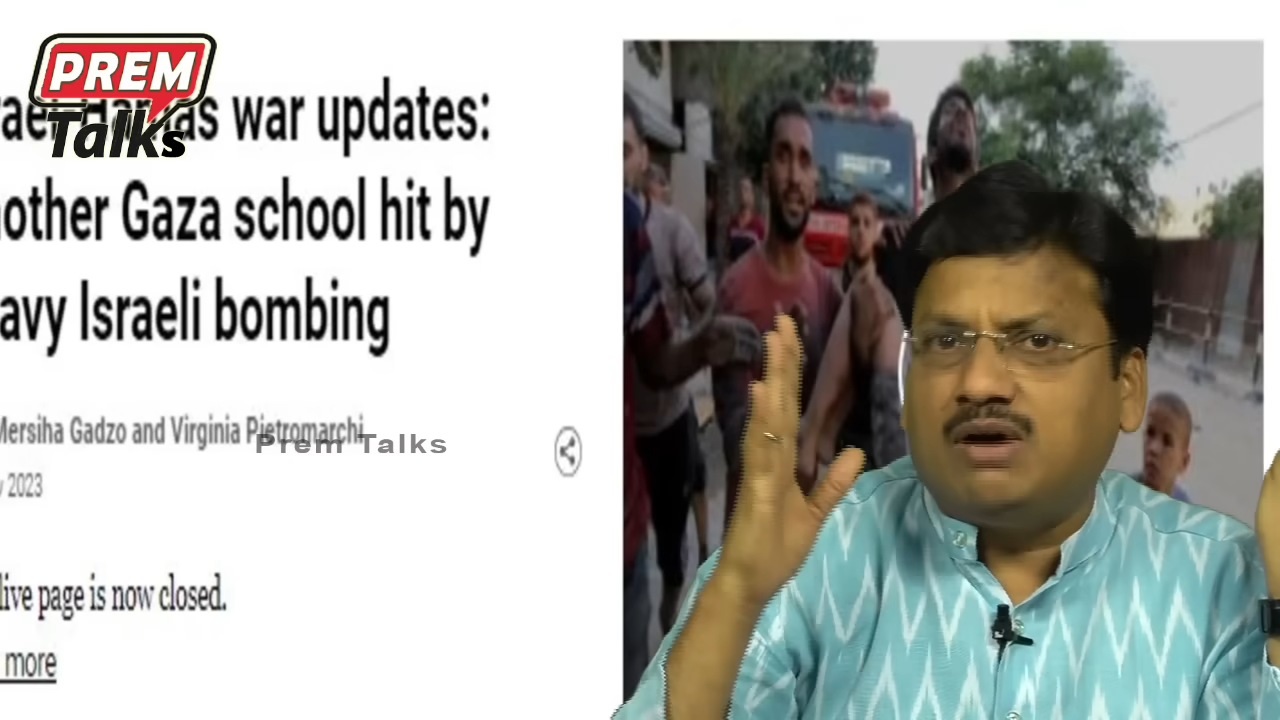 PREM
Talks
war updates:
Gaza school hit by
Israeli bombing
Mersiha Gadzo and Virginia Pietromarchi
Prem Talks
2023
live page is now closed.
more